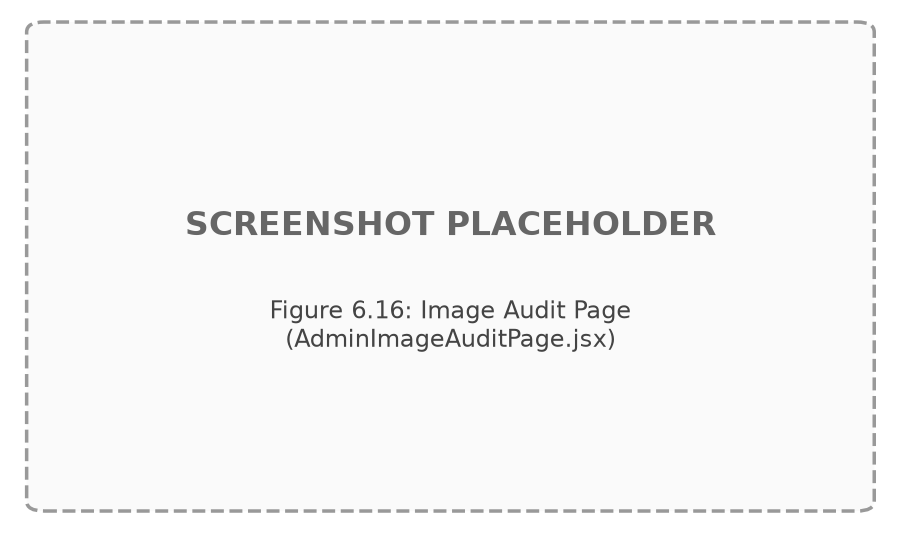 SCREENSHOT PLACEHOLDER
Figure 6.16: Image Audit Page
(AdminImageAuditPage.jsx)